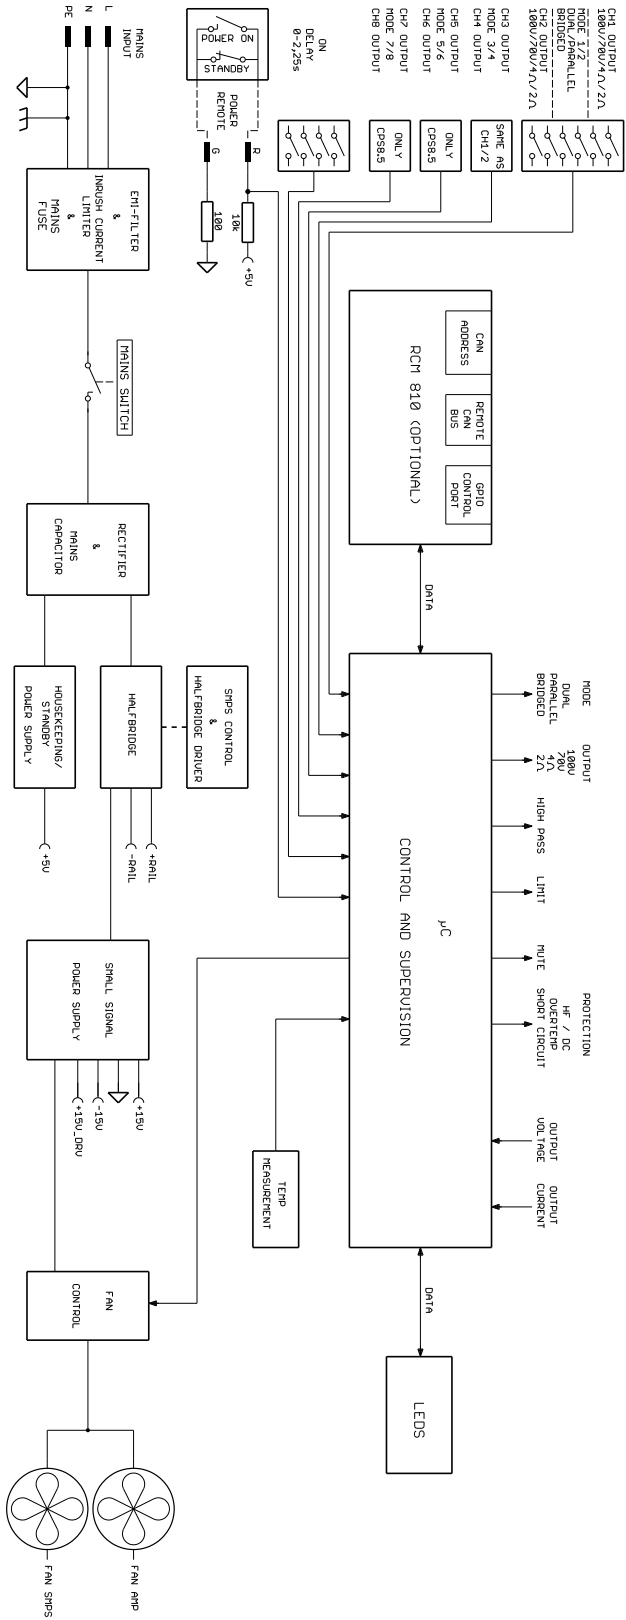 CH1 OUTPUT
100V/70V/4Ω/2Ω
MODE 1/2
DUAL/PARALLEL
BRIDGED
CH2 OUTPUT
100V/70V/4Ω/2Ω
CH3 OUTPUT
MODE 3/4
CH4 OUTPUT
SAME AS
CH1/2
CH5 OUTPUT
MODE 5/6
CH6 OUTPUT
ONLY
CPS8.5
CH7 OUTPUT
MODE 7/8
CH8 OUTPUT
ONLY
CPS8.5
ON
DELAY
0-2,25s
POWER ON
STANDBY
POWER
REMOTE
R
G
10k
100
+5V
MAINS
INPUT
L
N
PE
EMI-FILTER
&
INRUSH CURRENT
LIMITER
&
MAINS
FUSE
MAINS SWITCH
RECTIFIER
&
MAINS
CAPACITOR
CAN
ADDRESS
REMOTE
CAN
BUS
GPIO
CONTROL
PORT
RCM 810 (OPTIONAL)
DATA
MODE
DUAL
PARALLEL
BRIDGED
OUTPUT
100V
70V
4Ω
2Ω
HIGH PASS
LIMIT
MUTE
PROTECTION
HF / DC
OVERTEMP
SHORT CIRCUIT
OUTPUT
VOLTAGE
OUTPUT
CURRENT
µC
CONTROL AND SUPERVISION
SMPS CONTROL
&
HALFBRIDGE DRIVER
HALFBRIDGE
HOUSEKEEPING/
STANDBY
POWER SUPPLY
+RAIL
-RAIL
+5V
SMALL SIGNAL
POWER SUPPLY
+15V
-15V
+15V_DRV
TEMP
MEASUREMENT
DATA
LEDS
FAN
CONTROL
FAN AMP
FAN SMPS